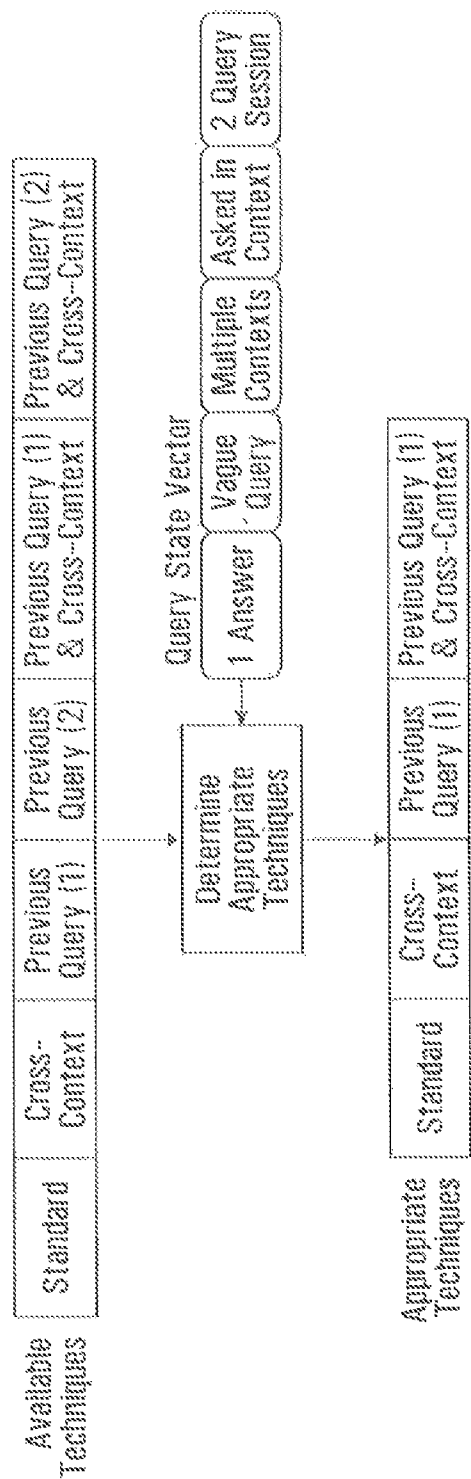 Available
Techniques
Standard
Cross-
Context
Previous
Query (1)
Previous
Query (2)
Previous Query (1)
& Cross-Context
Previous Query (2)
& Cross-Context
Query State Vector
Determine
Appropriate
Techniques
1 Answer
Vague
Query
Multiple
Contexts
Asked in
Context
2 Query
Session
Appropriate
Techniques
Standard
Cross-
Context
Previous
Query (1)
Previous Query (1)
& Cross-Context